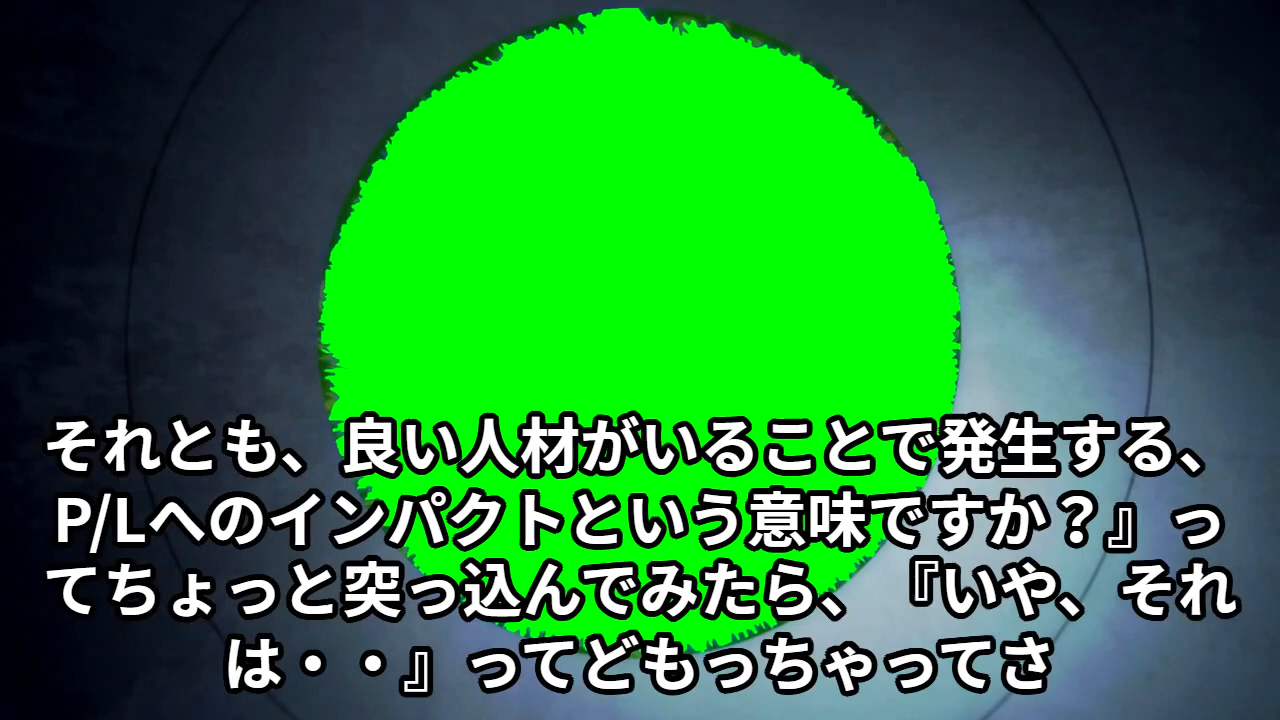 それとも、良い人材がいることで発生する、
P/Lへのインパクトという意味ですか？』っ
てちょっと突っ込んでみたら、『いや、それ
は・・』ってどもっちゃってさ